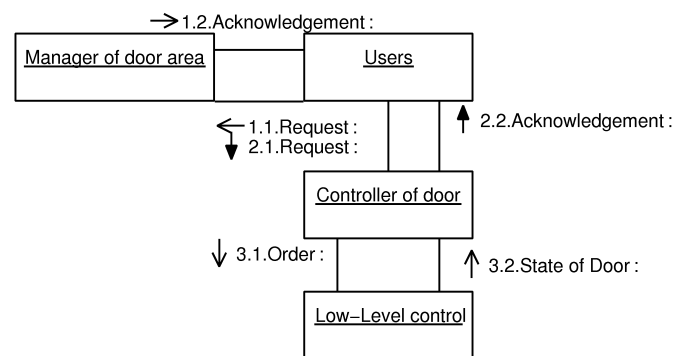 1.2.Acknowledgement :
Manager of door area
Users
2.2.Acknowledgement :
1.1.Request :
2.1.Request :
Controller of door
3.1.Order :
3.2.State of Door :
Low–Level control